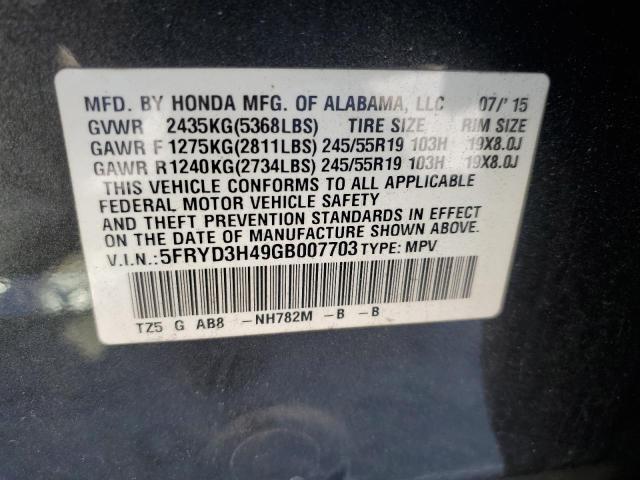 MFD. BY HONDA MFG. OF ALABAMA, LLC 07/'15
GVWR 2435KG(5368LBS) TIRE SIZE RIM SIZE
GAWR F 1275KG(2811LBS) 245/55R19 103H 19X8.0J
GAWR R 1240KG(2734LBS) 245/55R19 103H 19X8.0J
THIS VEHICLE CONFORMS TO ALL APPLICABLE
FEDERAL MOTOR VEHICLE SAFETY
AND THEFT PREVENTION STANDARDS IN EFFECT
ON THE DATE OF MANUFACTURE SHOWN ABOVE.
V.I.N.:5FRYD3H49GB007703 TYPE: MPV
TZ5 G AB8 -NH782M -B -B